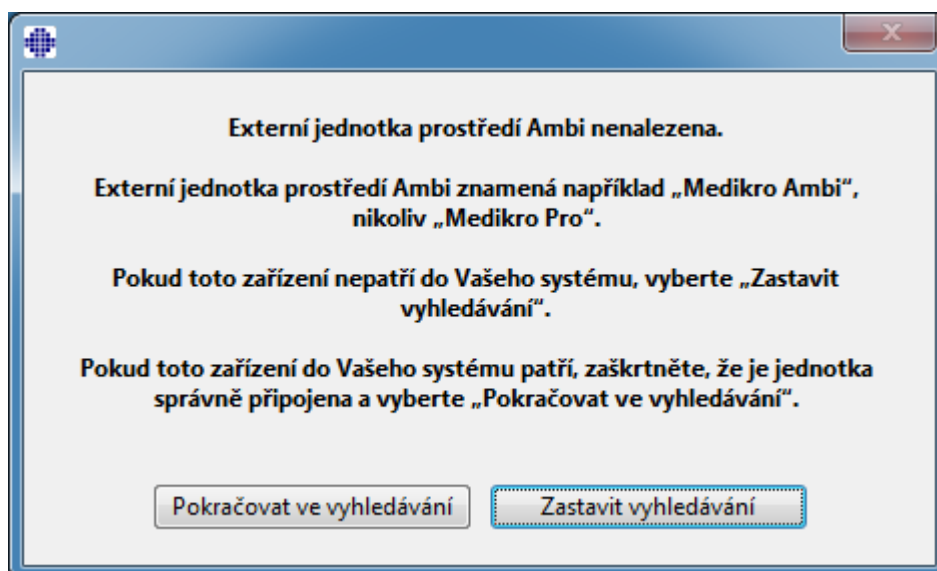 Externí jednotka prostředí Ambi nenalezena.
Externí jednotka prostředí Ambi znamená například „Medikro Ambi“,
nikoliv „Medikro Pro“.
Pokud toto zařízení nepatří do Vašeho systému, vyberte „Zastavit
vyhledávání“.
Pokud toto zařízení do Vašeho systému patří, zaškrtněte, že je jednotka
správně připojena a vyberte „Pokračovat ve vyhledávání“.
Pokračovat ve vyhledávání
Zastavit vyhledávání